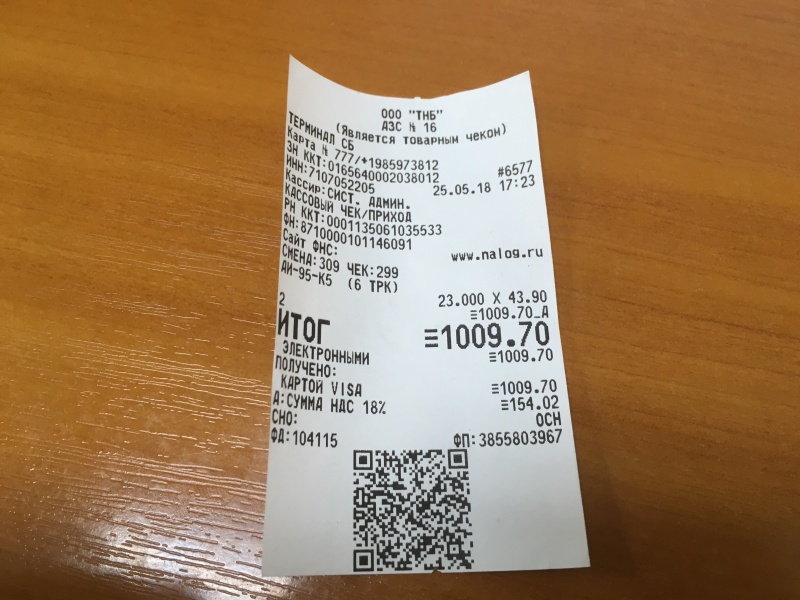 ООО "ТНБ"
АЗС № 16
(Является товарным чеком)
ТЕРМИНАЛ СБ
Карта № 777/*1985973812
ЗН ККТ:0165640002038012 #6577
ИНН:7107052205 25.05.18 17:23
Кассир:СИСТ. АДМИН.
КАССОВЫЙ ЧЕК/ПРИХОД
РН ККТ:0001135061035533
ФН:8710000101146091
Сайт ФНС: www.nalog.ru
СМЕНА:309 ЧЕК:299
АИ-95-К5 (6 ТРК)
23.000 X 43.90
2 ≡1009.70_А
ИТОГ ≡1009.70
ЭЛЕКТРОННЫМИ ≡1009.70
ПОЛУЧЕНО:
КАРТОЙ VISA ≡1009.70
А:СУММА НДС 18% ≡154.02
СНО: ОСН
ФД:104115 ФП:3855803967